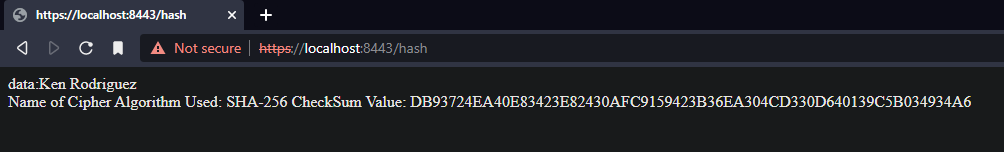 https://localhost:8443/hash
Not secure https://localhost:8443/hash
data:Ken Rodriguez
Name of Cipher Algorithm Used: SHA-256 CheckSum Value: DB93724EA40E83423E82430AFC9159423B36EA304CD330D640139C5B034934A6